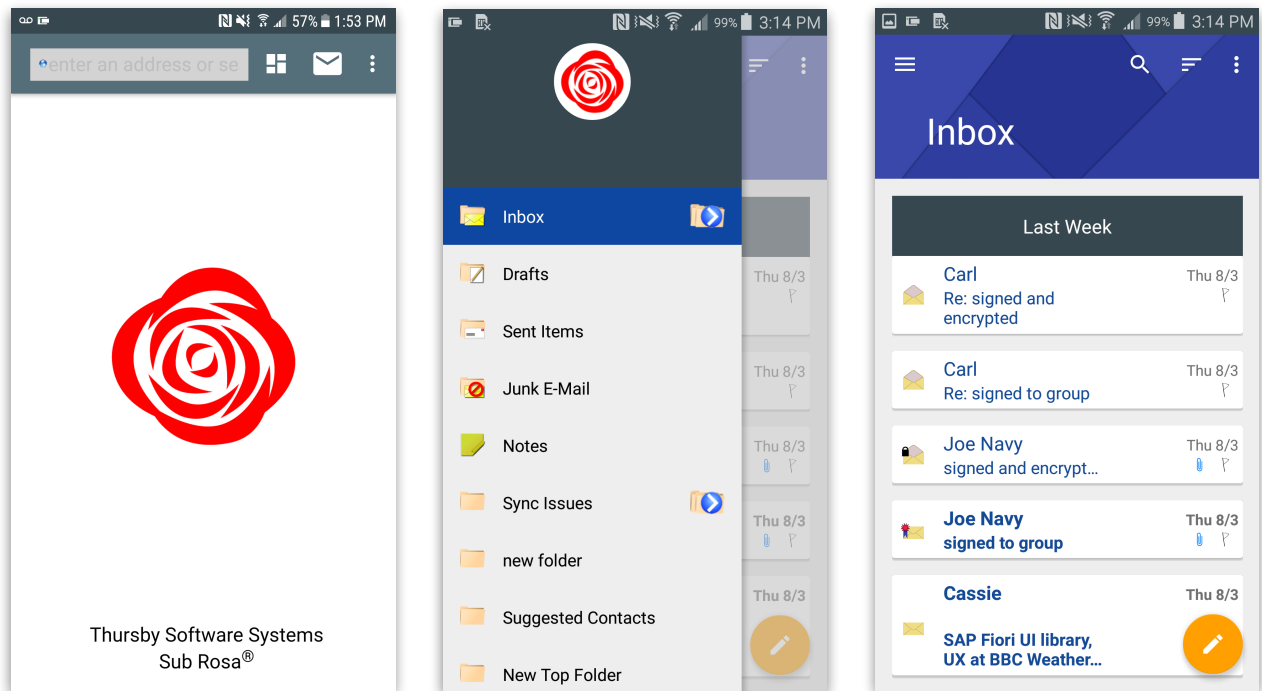 57% 1:53 PM
enter an address or se
Thursby Software Systems
Sub Rosa®
99% 3:14 PM
Inbox
Drafts
Sent Items
Junk E-Mail
Notes
Sync Issues
new folder
Suggested Contacts
New Top Folder
Thu 8/3
Thu 8/3
Thu 8/3
Thu 8/3
Thu 8/3
99% 3:14 PM
Inbox
Last Week
Carl Thu 8/3
Re: signed and
encrypted
Carl Thu 8/3
Re: signed to group
Joe Navy Thu 8/3
signed and encrypt...
Joe Navy Thu 8/3
signed to group
Cassie Thu 8/3
SAP Fiori UI library,
UX at BBC Weather...